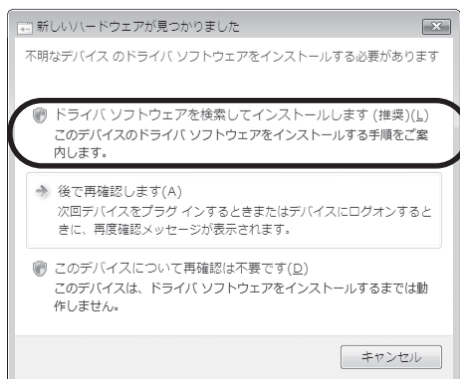 新しいハードウェアが見つかりました
不明なデバイス のドライバ ソフトウェアをインストールする必要があります
ドライバ ソフトウェアを検索してインストールします (推奨)(L)
このデバイスのドライバ ソフトウェアをインストールする手順をご案
内します。
後で再確認します(A)
次回デバイスをプラグ インするときまたはデバイスにログオンすると
きに、再度確認メッセージが表示されます。
このデバイスについて再確認は不要です(D)
このデバイスは、ドライバ ソフトウェアをインストールするまでは動
作しません。
キャンセル